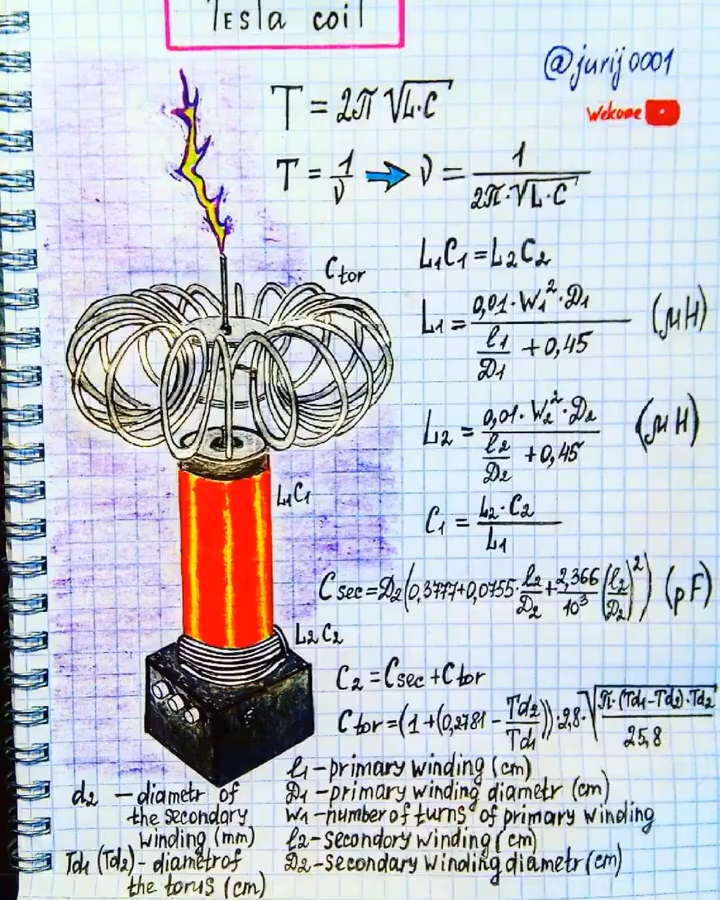 Tesla coil
@jurij0001
Welcome
T = 2π √L·C
T = 1/ν → ν = 1/(2π·√L·C)
Ctor
L1C1 = L2C2
L1 = (0,01·W1²·D1)/(l1/D1 + 0,45) (μH)
L2 = (0,01·W2²·D2)/(l2/D2 + 0,45) (μH)
L1C1
C1 = (L2·C2)/L1
Csec = D2(0,3777+0,0755·l2/D2+2,366/10³(l2/D2)²) (pF)
L2C2
C2 = Csec + Ctor
Ctor = (1+(0,2781 − Td2/Td1))·2,8·√(π·(Td1−Td2)·Td2/25,8)
l1 – primary winding (cm)
D1 – primary winding diametr (cm)
W1 – number of turns of primary winding
l2 – secondory winding (cm)
D2 – secondary winding diametr (cm)
d2 – diametr of
the secondary
winding (mm)
Td1 (Td2) – diametr of
the torus (cm)